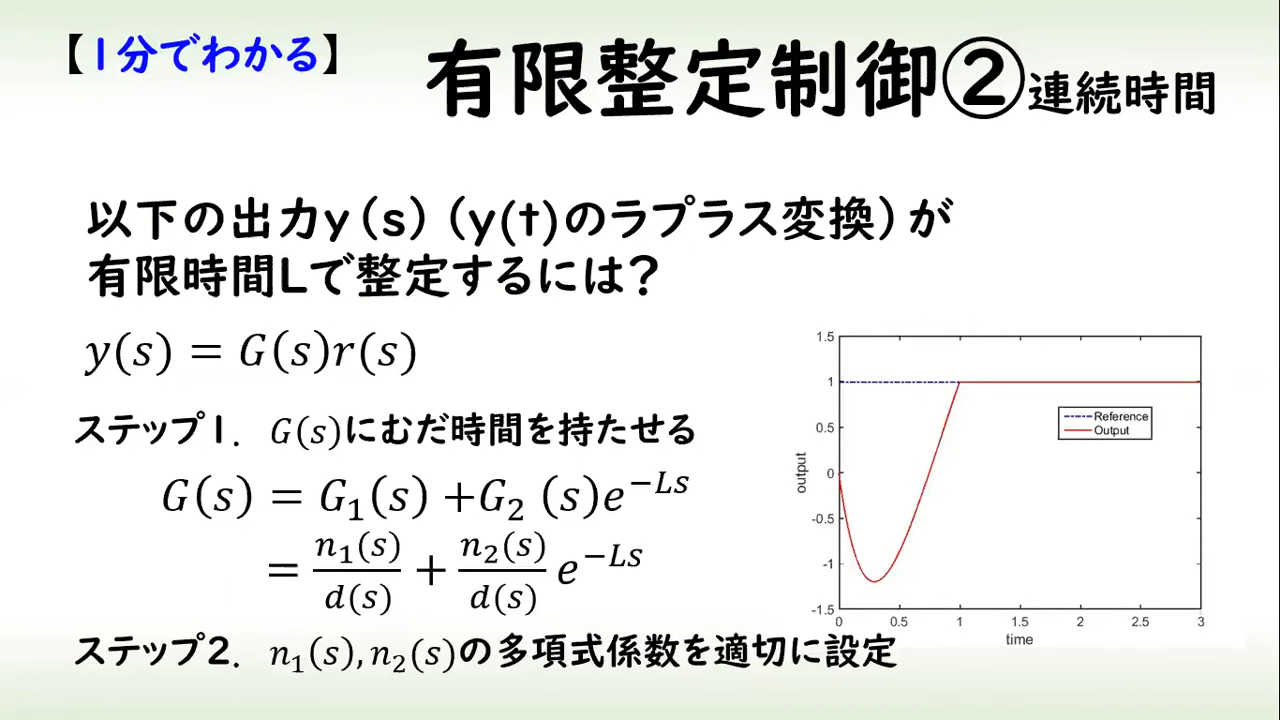 【1分でわかる】
有限整定制御②連続時間
以下の出力y(s)(y(t)のラプラス変換)が
有限時間Lで整定するには?
y(s) = G(s)r(s)
ステップ1. G(s)にむだ時間を持たせる
G(s) = G₁(s) +G₂ (s)e^{−Ls}
= n₁(s)/d(s) + n₂(s)/d(s) e^{−Ls}
ステップ2. n₁(s), n₂(s)の多項式係数を適切に設定
1.5
1
0.5
0
-0.5
-1
-1.5
output
Reference
Output
0 0.5 1 1.5 2 2.5 3
time